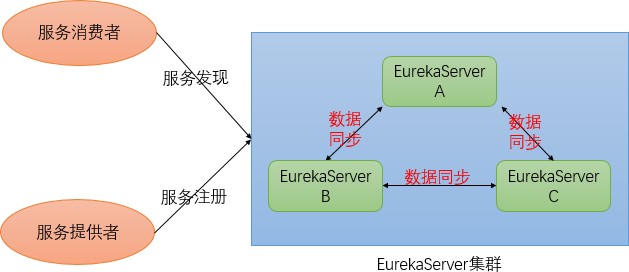 服务消费者
服务发现
EurekaServer
A
数据
同步
数据
同步
EurekaServer
B
数据同步
EurekaServer
C
服务注册
服务提供者
EurekaServer集群